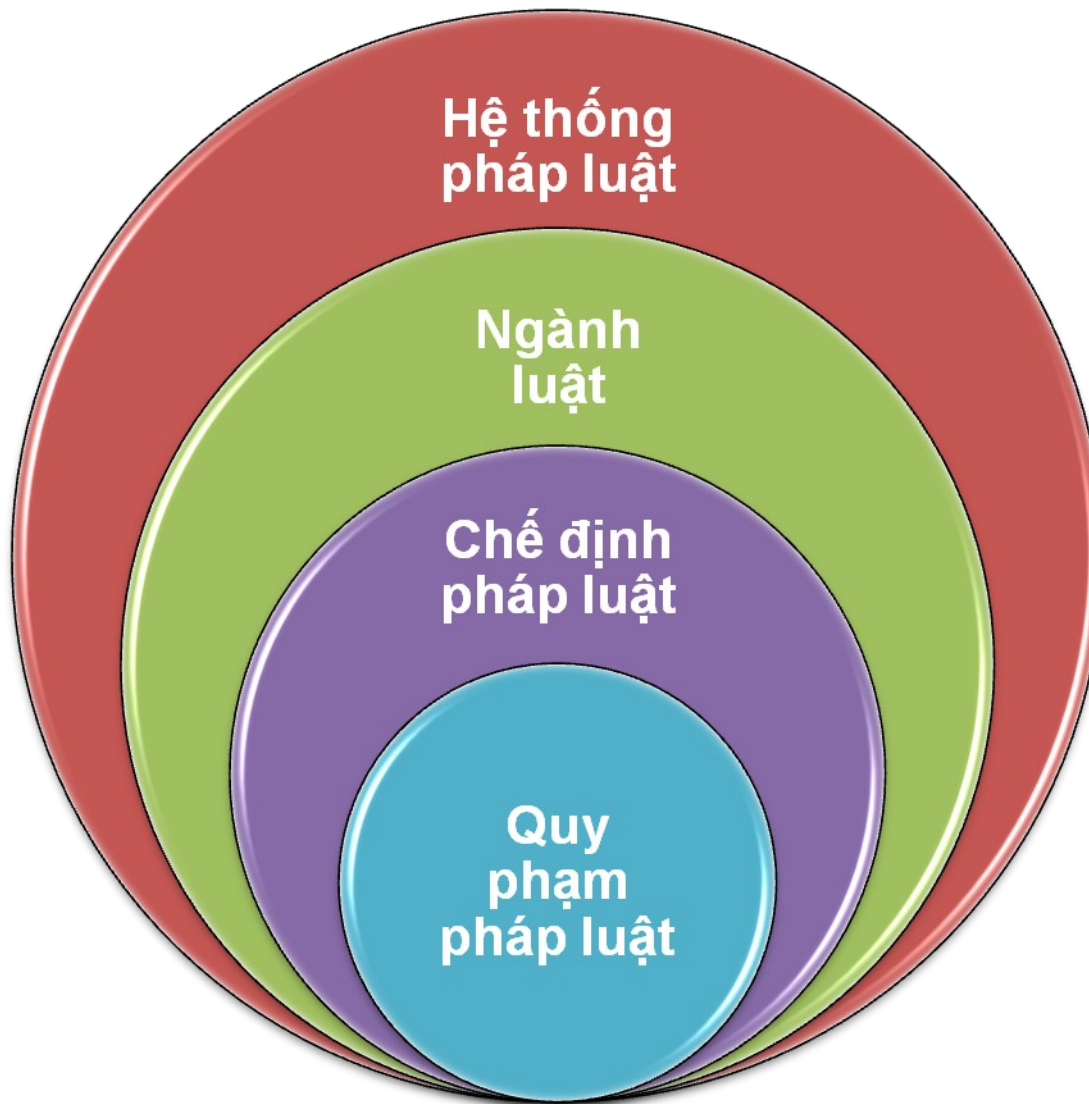 Hệ thống
pháp luật
Ngành
luật
Chế định
pháp luật
Quy
phạm
pháp luật